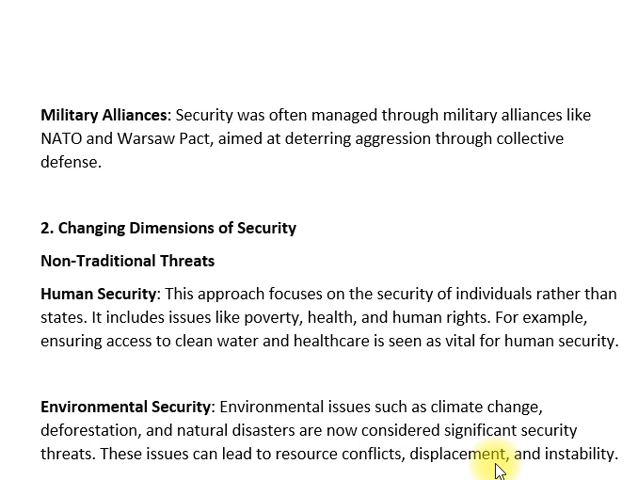 Military Alliances: Security was often managed through military alliances like
NATO and Warsaw Pact, aimed at deterring aggression through collective
defense.
2. Changing Dimensions of Security
Non-Traditional Threats
Human Security: This approach focuses on the security of individuals rather than
states. It includes issues like poverty, health, and human rights. For example,
ensuring access to clean water and healthcare is seen as vital for human security.
Environmental Security: Environmental issues such as climate change,
deforestation, and natural disasters are now considered significant security
threats. These issues can lead to resource conflicts, displacement, and instability.